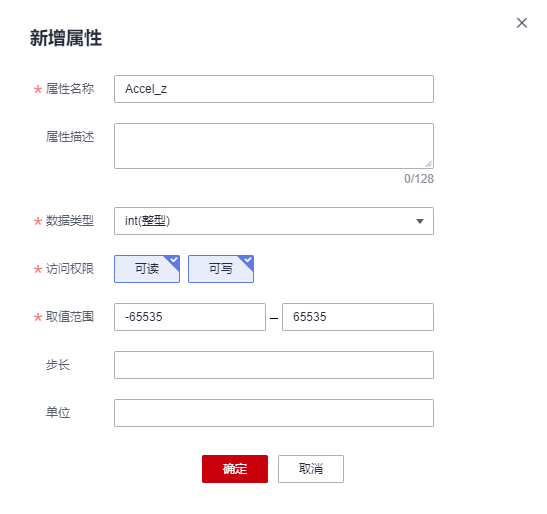 新增属性
* 属性名称 Accel_z
属性描述
0/128
* 数据类型 int(整型)
* 访问权限 可读 可写
* 取值范围 -65535 – 65535
步长
单位
确定 取消